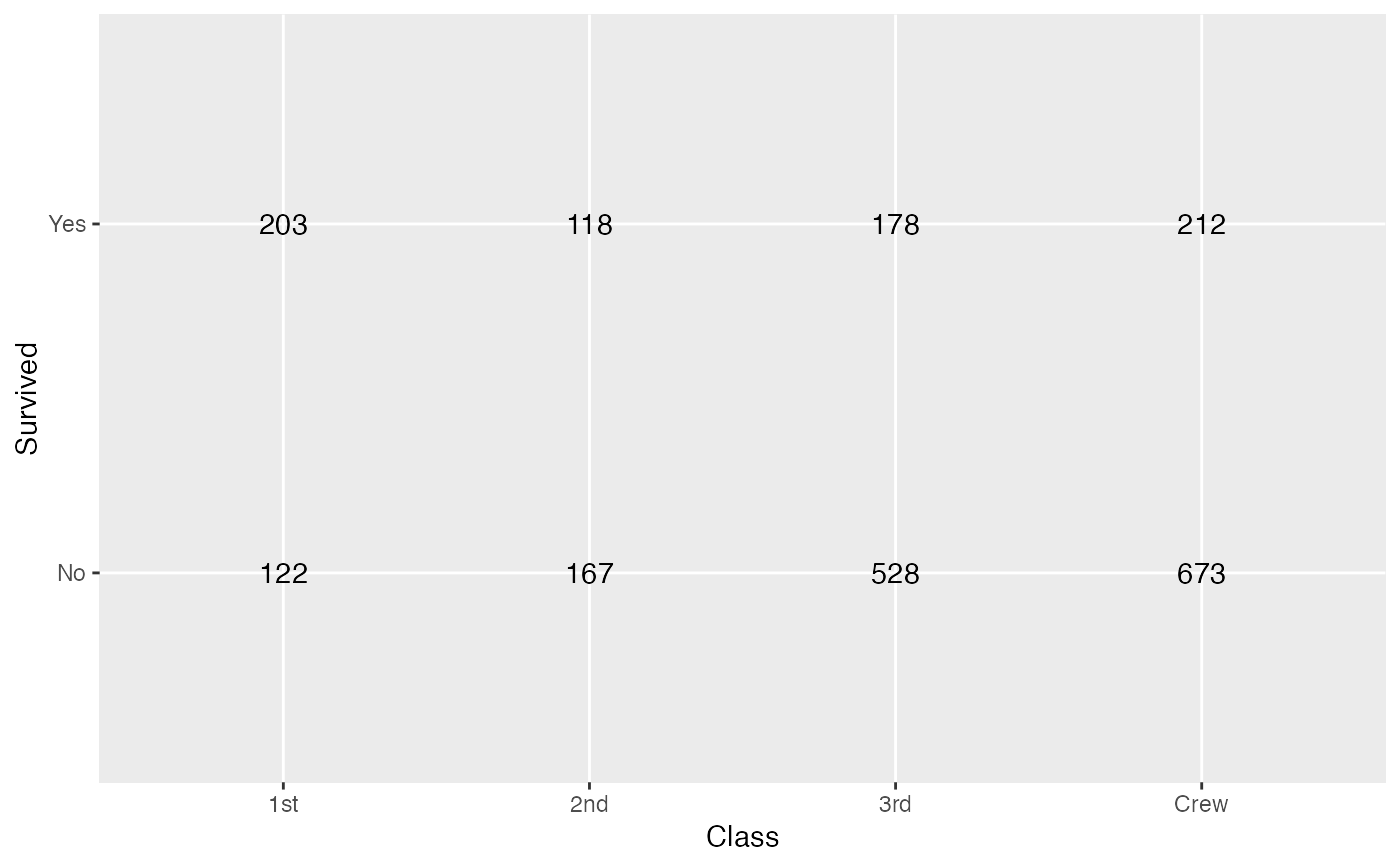 Yes 203 118 178 212
Survived
No 122 167 528 673
1st 2nd 3rd Crew
Class